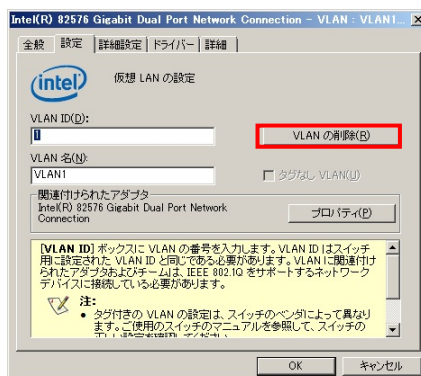 Intel(R) 82576 Gigabit Dual Port Network Connection - VLAN : VLAN1...
全般 設定 詳細設定 ドライバー 詳細
intel
仮想 LAN の設定
VLAN ID(D):
1
VLAN の削除(R)
VLAN 名(N):
VLAN1
タグなし VLAN(U)
関連付けられたアダプタ
Intel(R) 82576 Gigabit Dual Port Network
Connection
プロパティ(P)
[VLAN ID] ボックスに VLAN の番号を入力します。VLAN ID はスイッチ
用に設定された VLAN ID と同じである必要があります。VLAN に関連付け
られたアダプタおよびチームは、IEEE 802.1Q をサポートするネットワーク
デバイスに接続している必要があります。
注:
• タグ付きの VLAN の設定は、スイッチのベンダによって異なり
ます。ご使用のスイッチのマニュアルを参照して、スイッチの
OK キャンセル